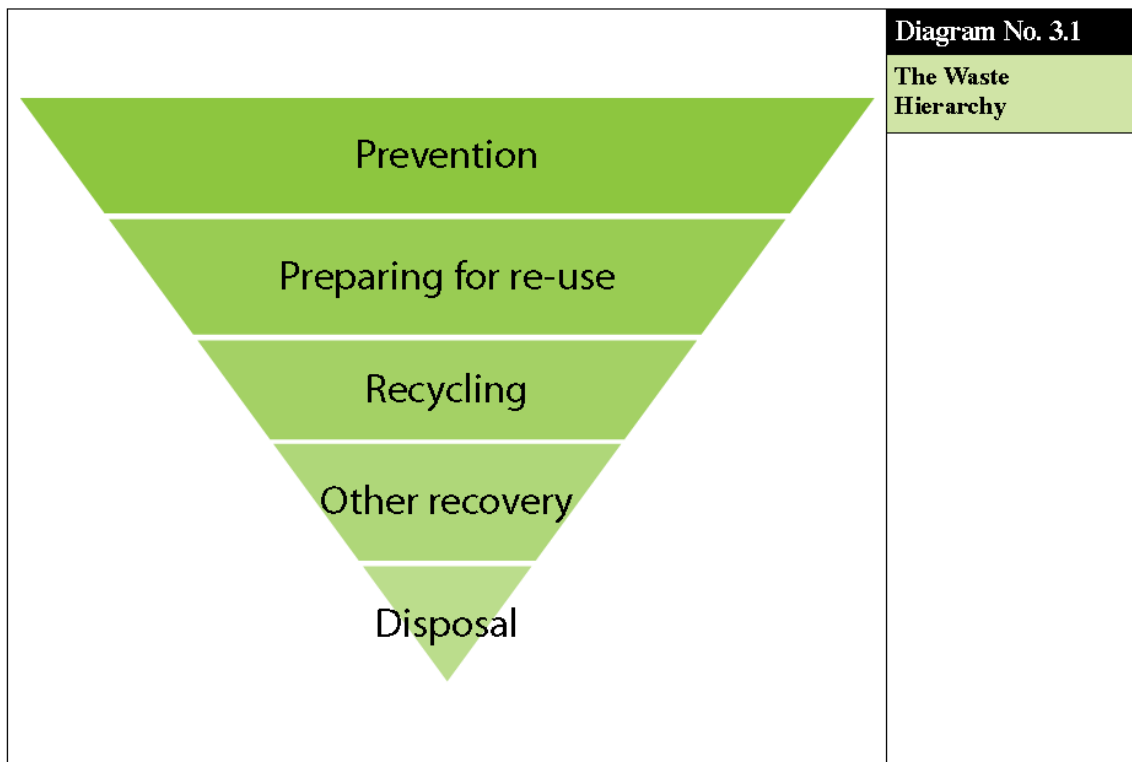 Diagram No. 3.1
The Waste
Hierarchy
Prevention
Preparing for re-use
Recycling
Other recovery
Disposal